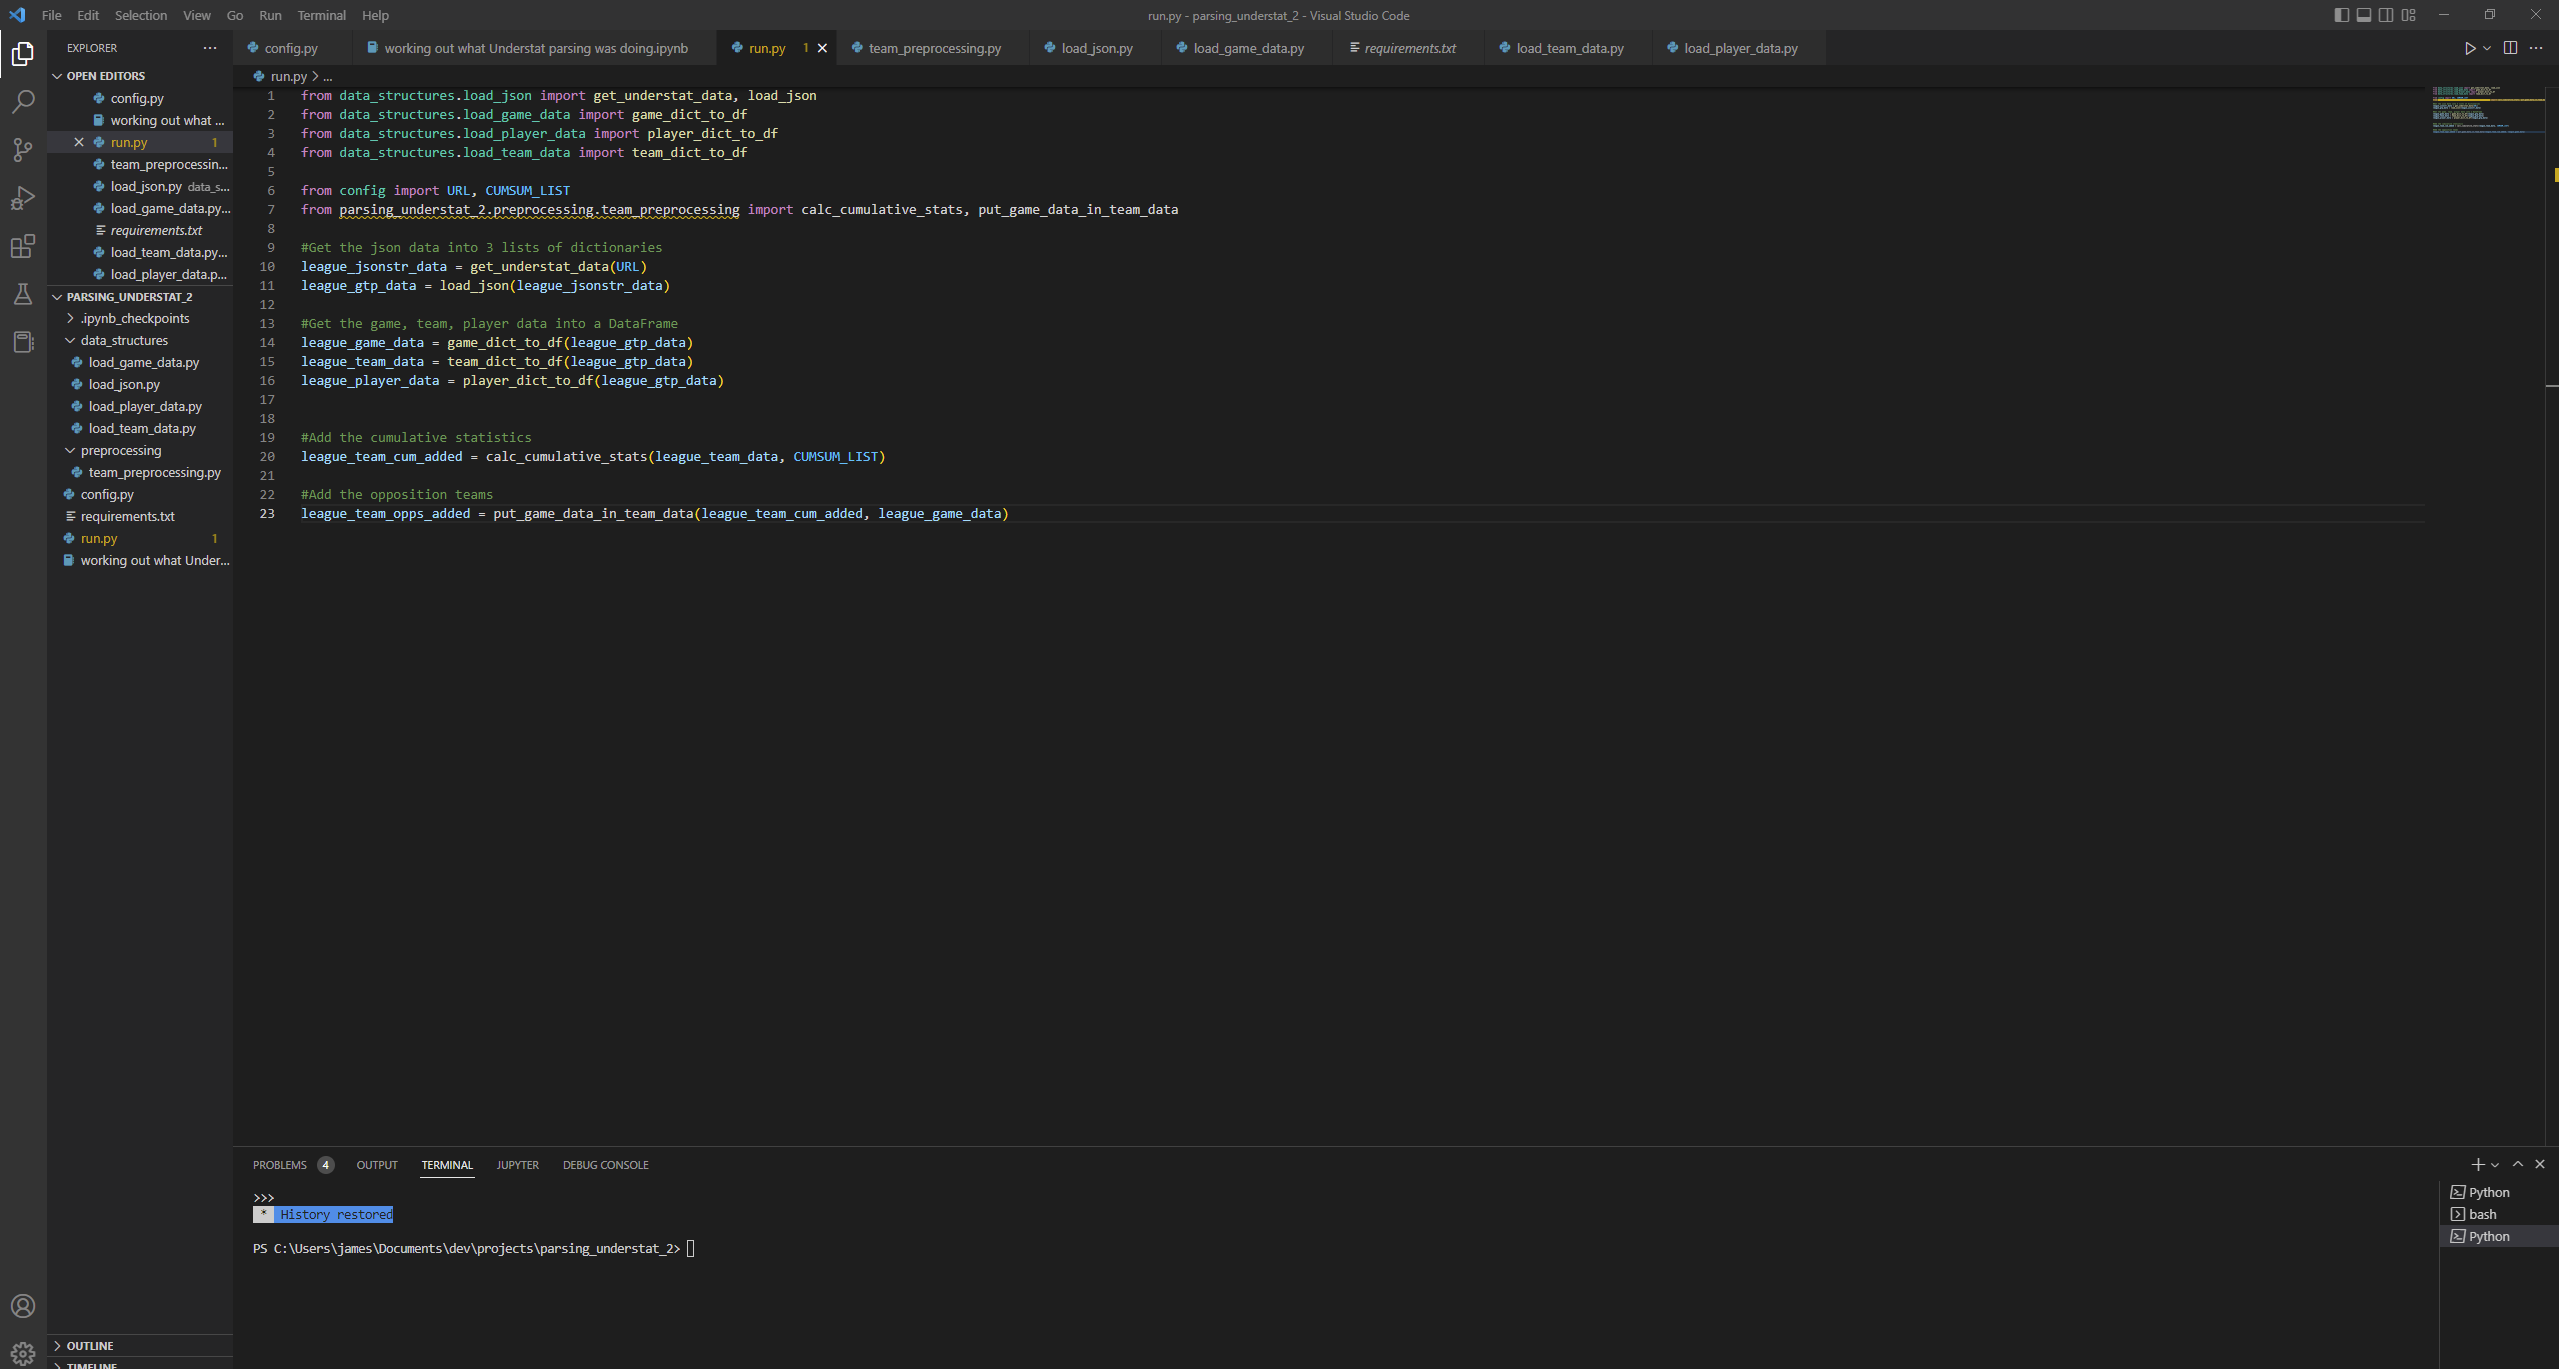 File Edit Selection View Go Run Terminal Help
run.py - parsing_understat_2 - Visual Studio Code
EXPLORER
OPEN EDITORS
config.py
working out what ...
run.py 1
team_preprocessin...
load_json.py data_s...
load_game_data.py...
requirements.txt
load_team_data.py...
load_player_data.p...
PARSING_UNDERSTAT_2
.ipynb_checkpoints
data_structures
load_game_data.py
load_json.py
load_player_data.py
load_team_data.py
preprocessing
team_preprocessing.py
config.py
requirements.txt
run.py 1
working out what Under...
OUTLINE
TIMELINE
config.py working out what Understat parsing was doing.ipynb run.py 1 team_preprocessing.py load_json.py load_game_data.py requirements.txt load_team_data.py load_player_data.py
run.py > ...
1 from data_structures.load_json import get_understat_data, load_json
2 from data_structures.load_game_data import game_dict_to_df
3 from data_structures.load_player_data import player_dict_to_df
4 from data_structures.load_team_data import team_dict_to_df
5
6 from config import URL, CUMSUM_LIST
7 from parsing_understat_2.preprocessing.team_preprocessing import calc_cumulative_stats, put_game_data_in_team_data
8
9 #Get the json data into 3 lists of dictionaries
10 league_jsonstr_data = get_understat_data(URL)
11 league_gtp_data = load_json(league_jsonstr_data)
12
13 #Get the game, team, player data into a DataFrame
14 league_game_data = game_dict_to_df(league_gtp_data)
15 league_team_data = team_dict_to_df(league_gtp_data)
16 league_player_data = player_dict_to_df(league_gtp_data)
17
18
19 #Add the cumulative statistics
20 league_team_cum_added = calc_cumulative_stats(league_team_data, CUMSUM_LIST)
21
22 #Add the opposition teams
23 league_team_opps_added = put_game_data_in_team_data(league_team_cum_added, league_game_data)
PROBLEMS 4 OUTPUT TERMINAL JUPYTER DEBUG CONSOLE
>>>
* History restored
PS C:\Users\james\Documents\dev\projects\parsing_understat_2>
Python
bash
Python